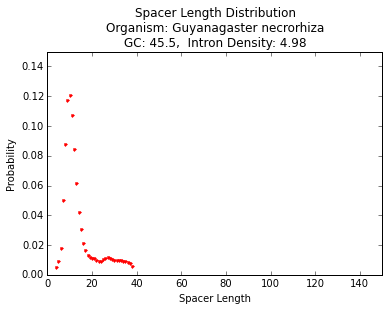 Spacer Length Distribution
Organism: Guyanagaster necrorhiza
GC: 45.5,  Intron Density: 4.98
0.14
0.12
0.10
0.08
0.06
0.04
0.02
0.00
Probability
0 20 40 60 80 100 120 140
Spacer Length